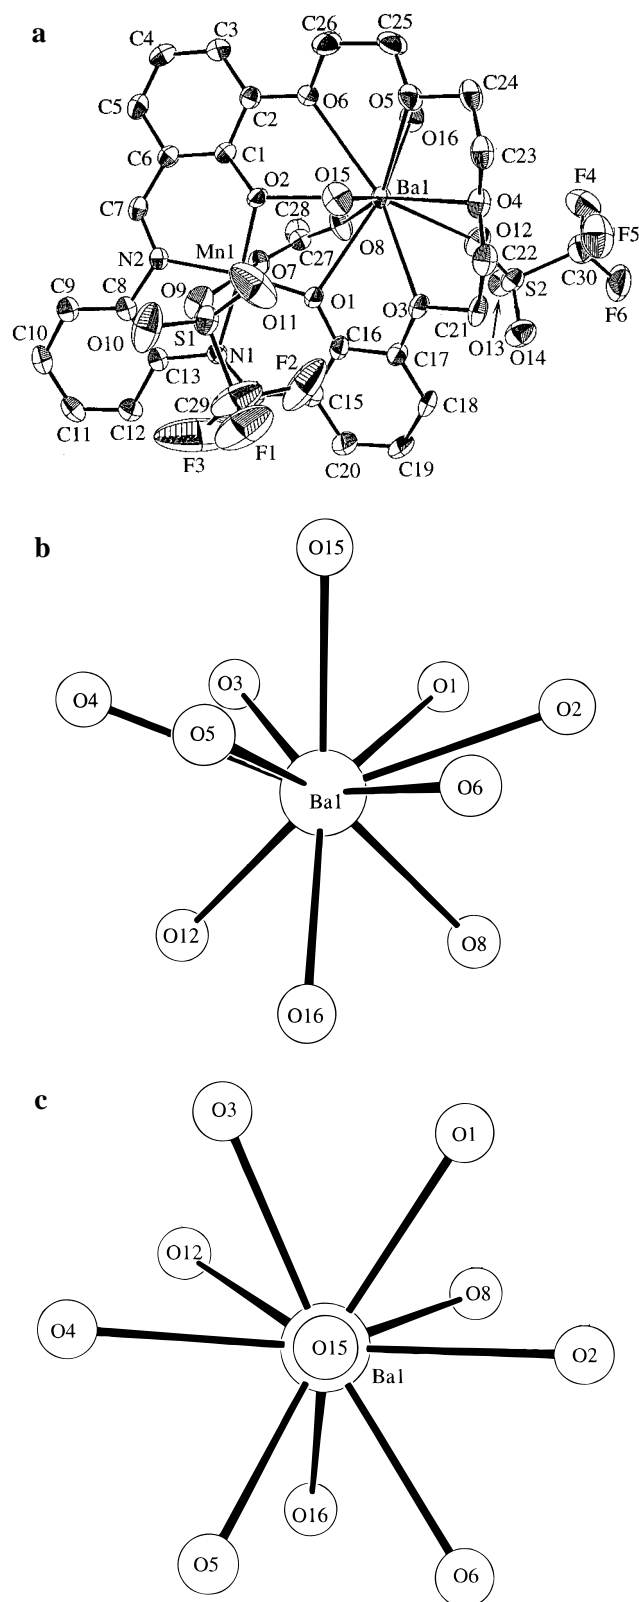 a
C26 C25
C4 C3
C24
C5 O6 O5
C2 O16
C6 C1 C23
O15 Ba1 F4
O2 O4
C7 C28 O12 F5
Mn1 O8 C22
N2 C27 C30
C9 C8 O7 S2
O9 O1 O3 F6
C10 O11 C21
O10 S1 C16 O13 O14
N1 F2 C17
C13 C18
C29 C15
C11 C12 C20 C19
F3 F1
b
O15
O3 O1
O4 O2
O5
O6
Ba1
O12 O8
O16
c
O3
O1
O12
O8
O4 O15 O2
Ba1
O16
O5 O6